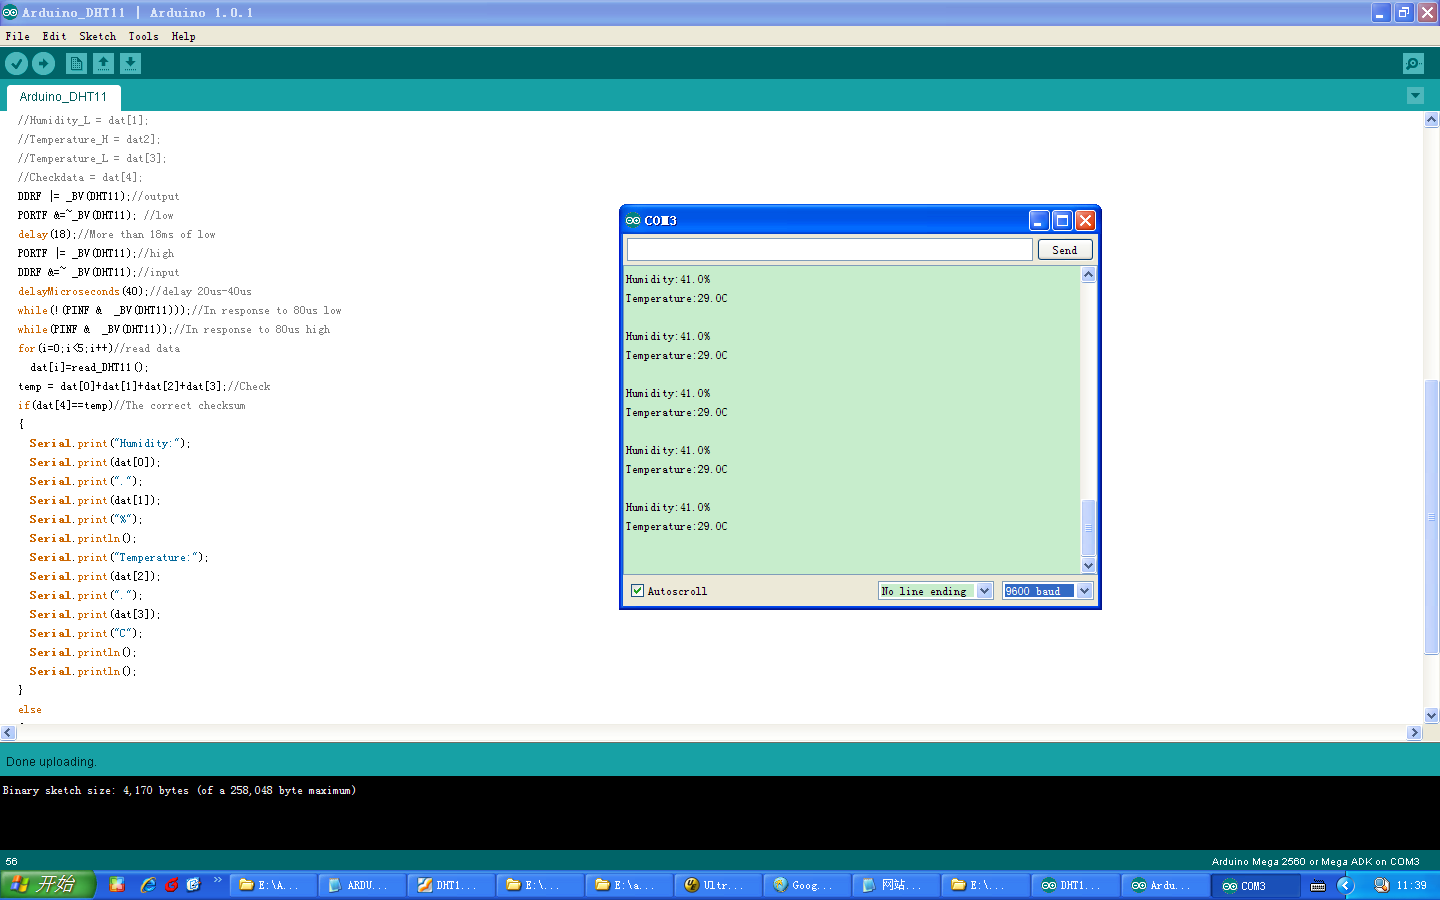 Arduino_DHT11 | Arduino 1.0.1
File Edit Sketch Tools Help
Arduino_DHT11
//Humidity_L = dat[1];
//Temperature_H = dat2];
//Temperature_L = dat[3];
//Checkdata = dat[4];
DDRF |= _BV(DHT11);//output
PORTF &=~_BV(DHT11); //low
delay(18);//More than 18ms of low
PORTF |= _BV(DHT11);//high
DDRF &=~ _BV(DHT11);//input
delayMicroseconds(40);//delay 20us-40us
while(!(PINF &  _BV(DHT11)));//In response to 80us low
while(PINF &  _BV(DHT11));//In response to 80us high
for(i=0;i<5;i++)//read data
dat[i]=read_DHT11();
temp = dat[0]+dat[1]+dat[2]+dat[3];//Check
if(dat[4]==temp)//The correct checksum
{
Serial.print("Humidity:");
Serial.print(dat[0]);
Serial.print(".");
Serial.print(dat[1]);
Serial.print("%");
Serial.println();
Serial.print("Temperature:");
Serial.print(dat[2]);
Serial.print(".");
Serial.print(dat[3]);
Serial.print("C");
Serial.println();
Serial.println();
}
else
COM3
Send
Humidity:41.0%
Temperature:29.0C
Humidity:41.0%
Temperature:29.0C
Humidity:41.0%
Temperature:29.0C
Humidity:41.0%
Temperature:29.0C
Humidity:41.0%
Temperature:29.0C
Autoscroll
No line ending
9600 baud
Done uploading.
Binary sketch size: 4,170 bytes (of a 258,048 byte maximum)
56
Arduino Mega 2560 or Mega ADK on COM3
开始
E:\A...
ARDU...
DHT1...
E:\...
E:\a...
Ultr...
Goog...
网站...
E:\...
DHT1...
Ardu...
COM3
11:39